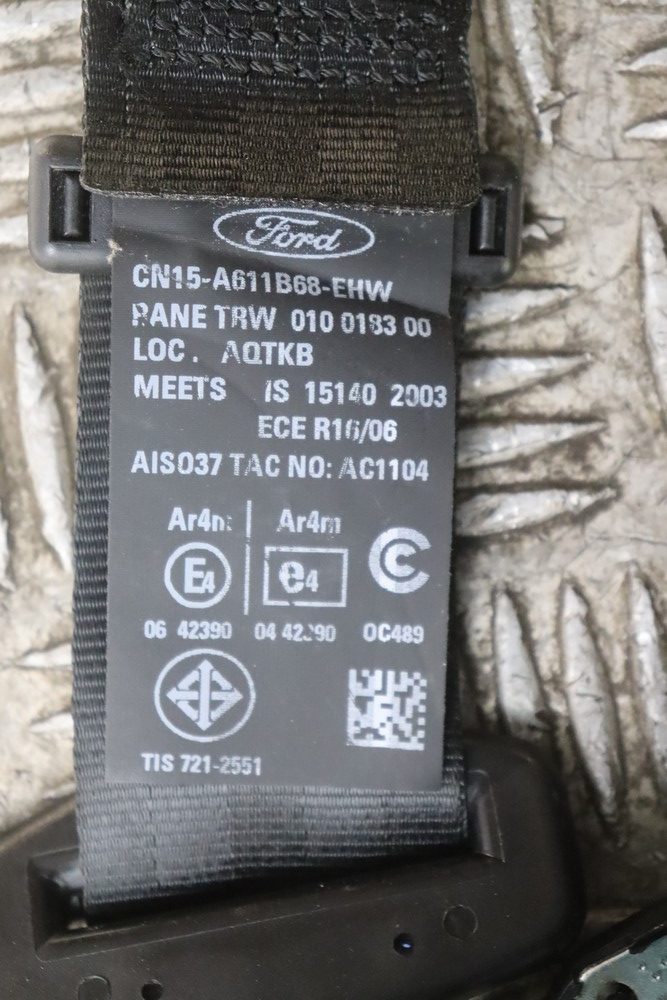 Ford
CN15-A611B68-EHW
RANE TRW 010 0183 00
LOC. AQTKB
MEETS IS 15140 2003
ECE R16/06
AIS037 TAC NO: AC1104
Ar4m Ar4m
E4 e4 C
06 42390 04 42390 OC489
TIS 721-2551